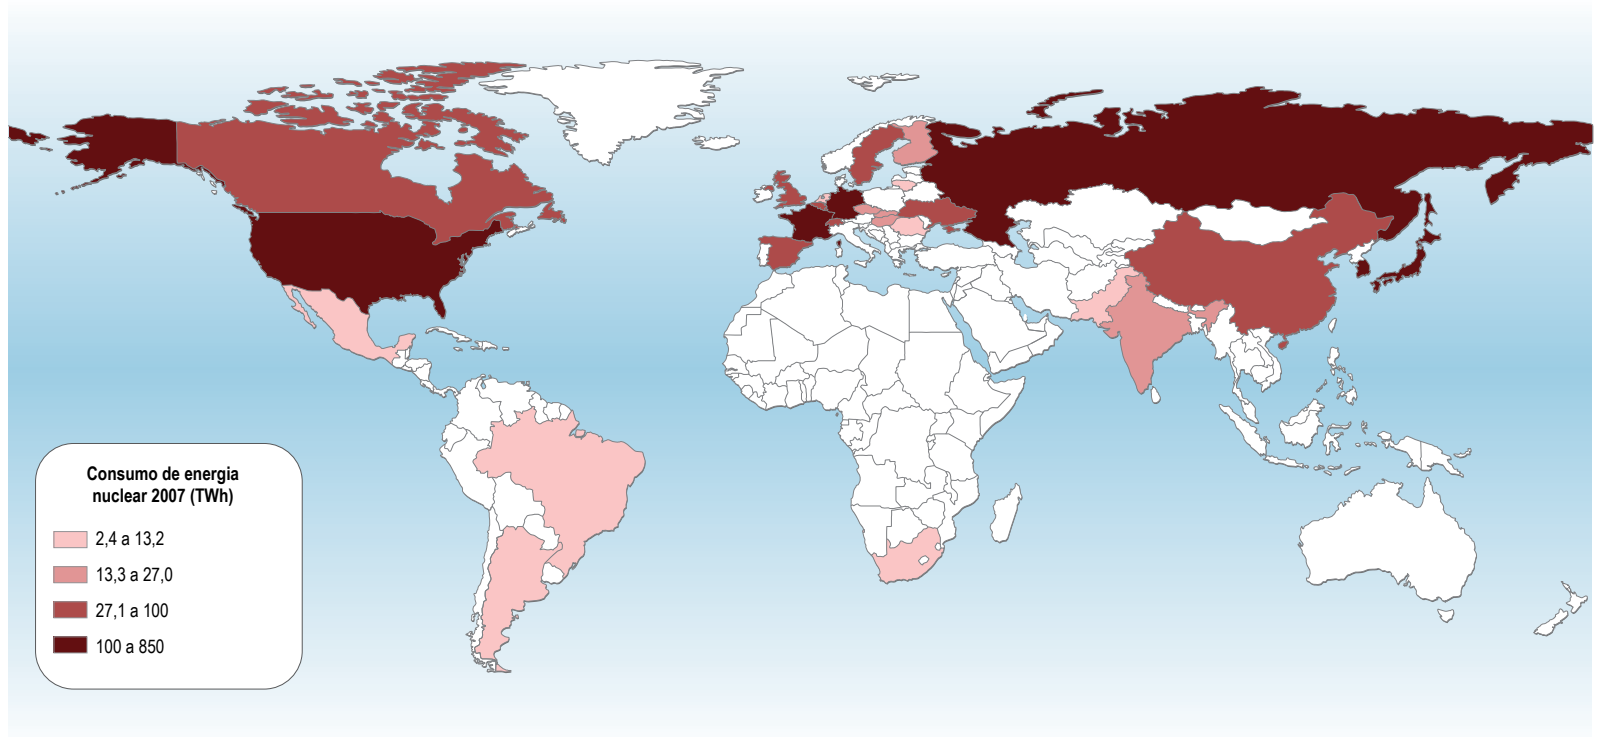 Consumo de energia
nuclear 2007 (TWh)
2,4 a 13,2
13,3 a 27,0
27,1 a 100
100 a 850